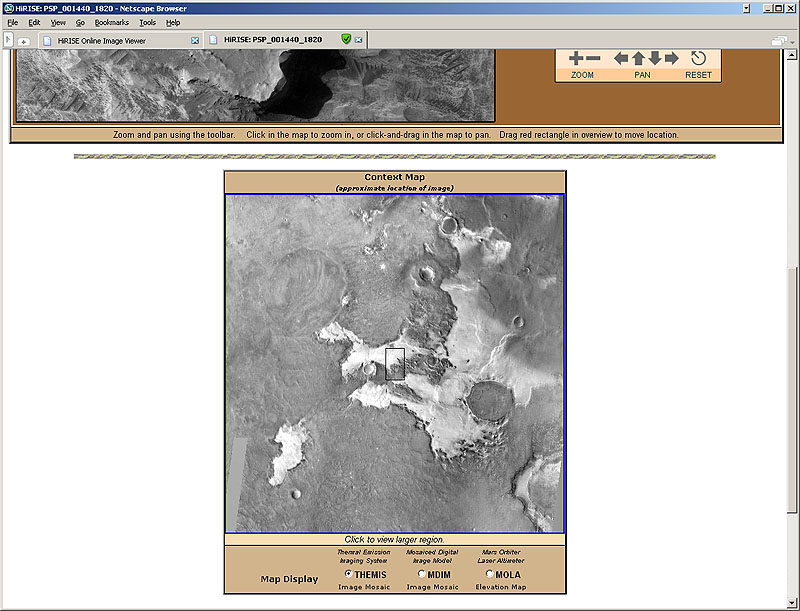 HiRISE: PSP_001440_1820 - Netscape Browser
File Edit View Go Bookmarks Tools Help
HiRISE Online Image Viewer
HiRISE: PSP_001440_1820
ZOOM PAN RESET
Zoom and pan using the toolbar. Click in the map to zoom in, or click-and-drag in the map to pan. Drag red rectangle in overview to move location.
Context Map
(approximate location of image)
Click to view larger region.
Thermal Emission Mosaiced Digital Mars Orbiter
Imaging System Image Model Laser Altimeter
Map Display THEMIS MDIM MOLA
Image Mosaic Image Mosaic Elevation Map